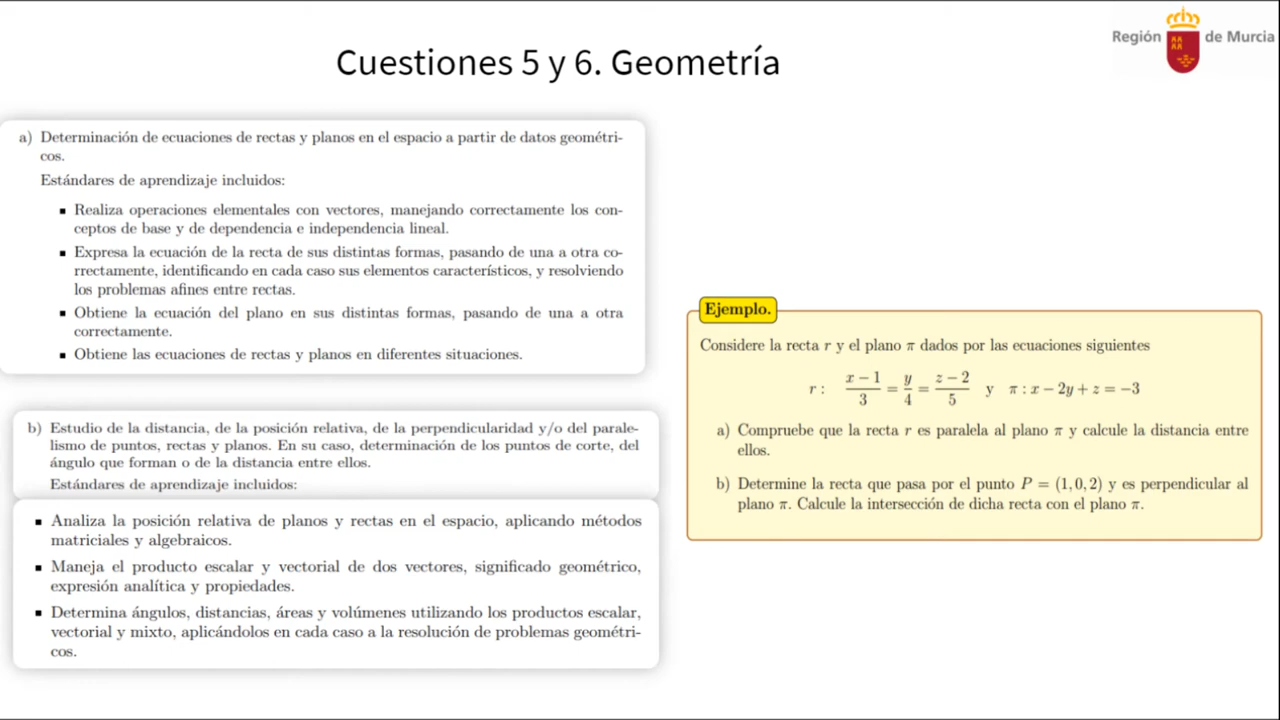 Región de Murcia
Cuestiones 5 y 6. Geometría
a) Determinación de ecuaciones de rectas y planos en el espacio a partir de datos geométri-
cos.
Estándares de aprendizaje incluidos:
▪ Realiza operaciones elementales con vectores, manejando correctamente los con-
ceptos de base y de dependencia e independencia lineal.
▪ Expresa la ecuación de la recta de sus distintas formas, pasando de una a otra co-
rrectamente, identificando en cada caso sus elementos característicos, y resolviendo
los problemas afines entre rectas.
▪ Obtiene la ecuación del plano en sus distintas formas, pasando de una a otra
correctamente.
▪ Obtiene las ecuaciones de rectas y planos en diferentes situaciones.
b) Estudio de la distancia, de la posición relativa, de la perpendicularidad y/o del parale-
lismo de puntos, rectas y planos. En su caso, determinación de los puntos de corte, del
ángulo que forman o de la distancia entre ellos.
Estándares de aprendizaje incluidos:
▪ Analiza la posición relativa de planos y rectas en el espacio, aplicando métodos
matriciales y algebraicos.
▪ Maneja el producto escalar y vectorial de dos vectores, significado geométrico,
expresión analítica y propiedades.
▪ Determina ángulos, distancias, áreas y volúmenes utilizando los productos escalar,
vectorial y mixto, aplicándolos en cada caso a la resolución de problemas geométri-
cos.
Ejemplo.
Considere la recta r y el plano π dados por las ecuaciones siguientes
r : (x − 1)/3 = y/4 = (z − 2)/5 y π : x − 2y + z = −3
a) Compruebe que la recta r es paralela al plano π y calcule la distancia entre
ellos.
b) Determine la recta que pasa por el punto P = (1, 0, 2) y es perpendicular al
plano π. Calcule la intersección de dicha recta con el plano π.